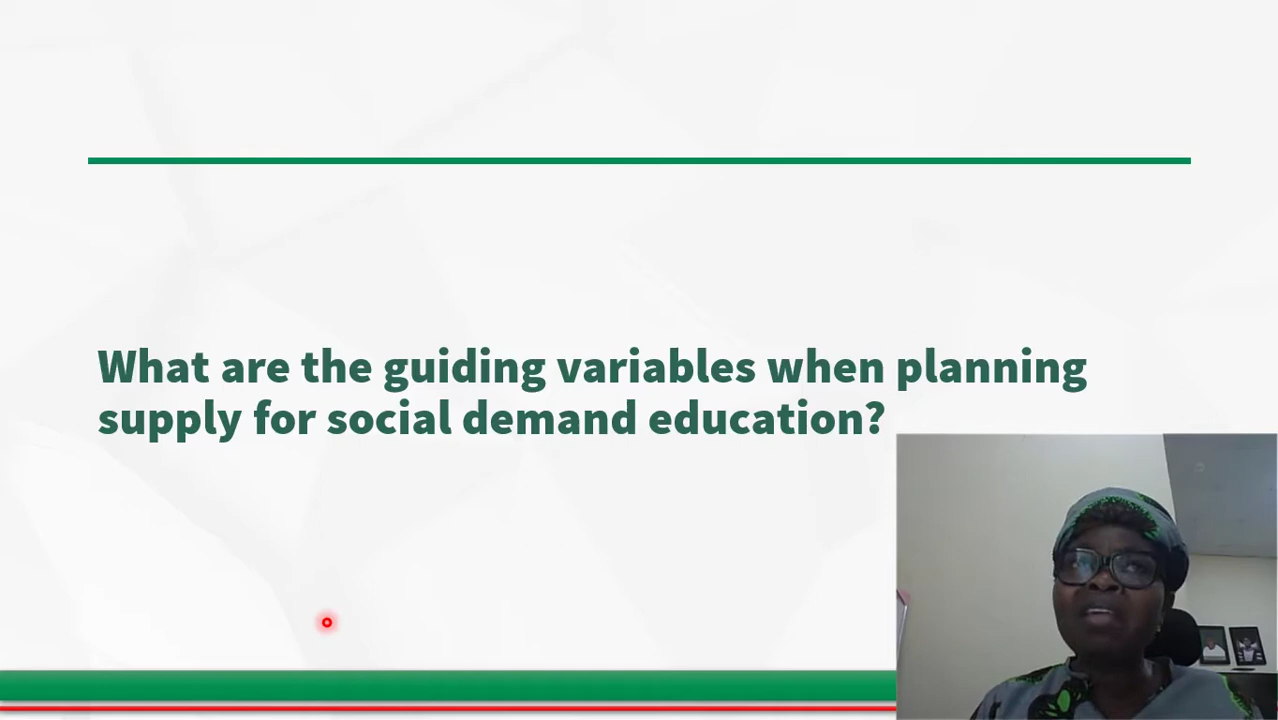 What are the guiding variables when planning
supply for social demand education?